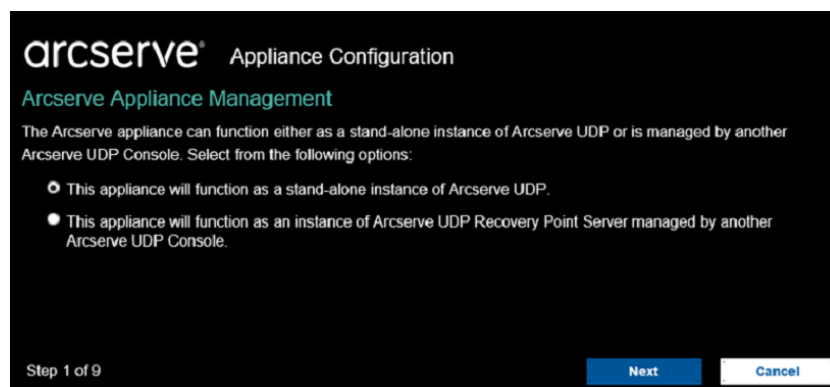 arcserve® Appliance Configuration
Arcserve Appliance Management
The Arcserve appliance can function either as a stand-alone instance of Arcserve UDP or is managed by another
Arcserve UDP Console. Select from the following options:
This appliance will function as a stand-alone instance of Arcserve UDP.
This appliance will function as an instance of Arcserve UDP Recovery Point Server managed by another
Arcserve UDP Console.
Step 1 of 9 Next Cancel